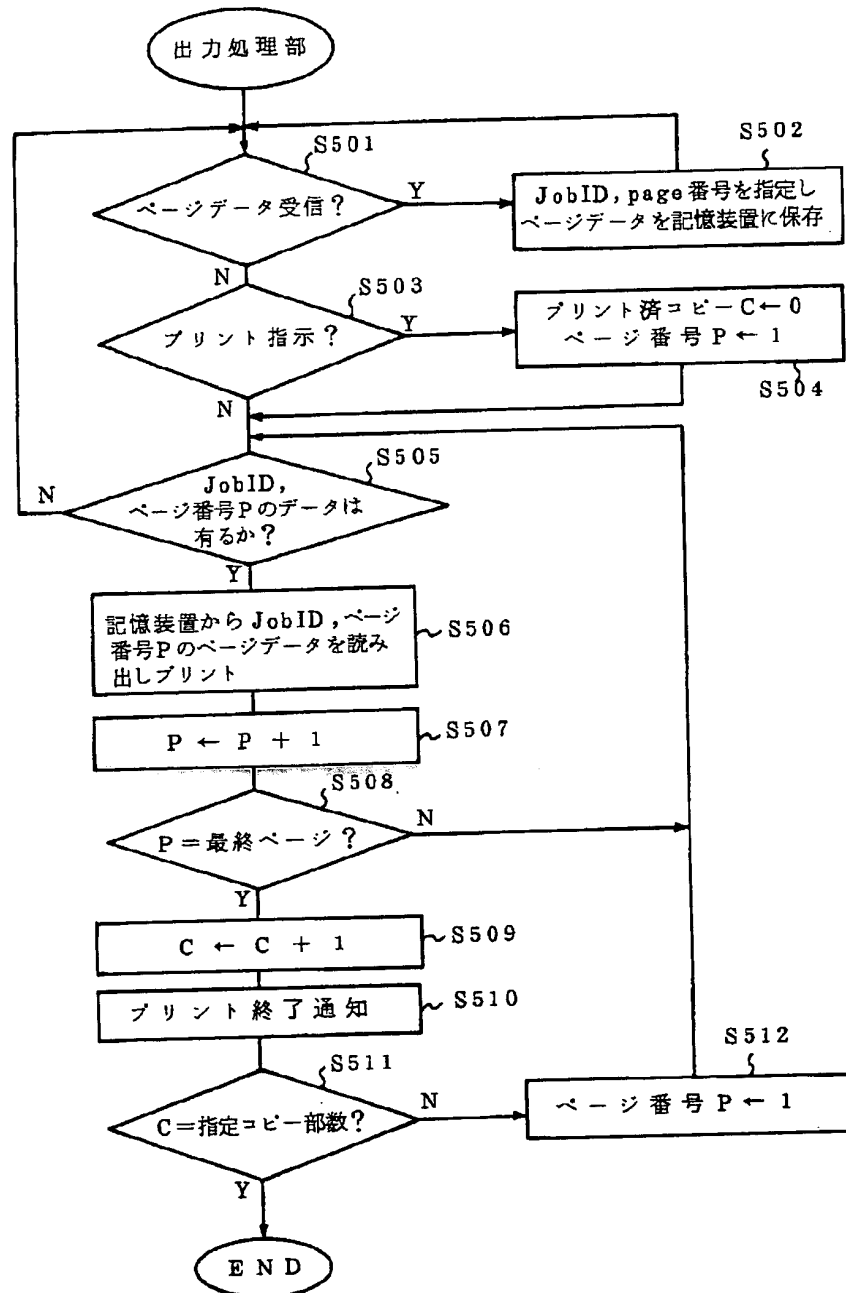 出力処理部
S501
S502
ページデータ受信?
Y
JobID,page番号を指定し
ページデータを記憶装置に保存
N
S503
プリント指示?
Y
プリント済コピーC←0
ページ番号P←1
S504
N
S505
N
JobID,
ページ番号Pのデータは
有るか?
Y
記憶装置からJobID,ページ
番号Pのページデータを読み
出しプリント
S506
P ← P + 1
S507
S508
P=最終ページ?
N
Y
C ← C + 1
S509
プリント終了通知
S510
S511
S512
C=指定コピー部数?
N
ページ番号P←1
Y
END